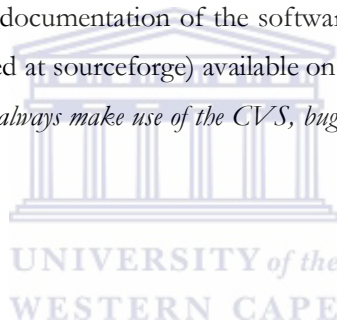 documentation of the softwar
ed at sourceforge) available on
always make use of the CVS, bug
UNIVERSITY of the
WESTERN CAPE